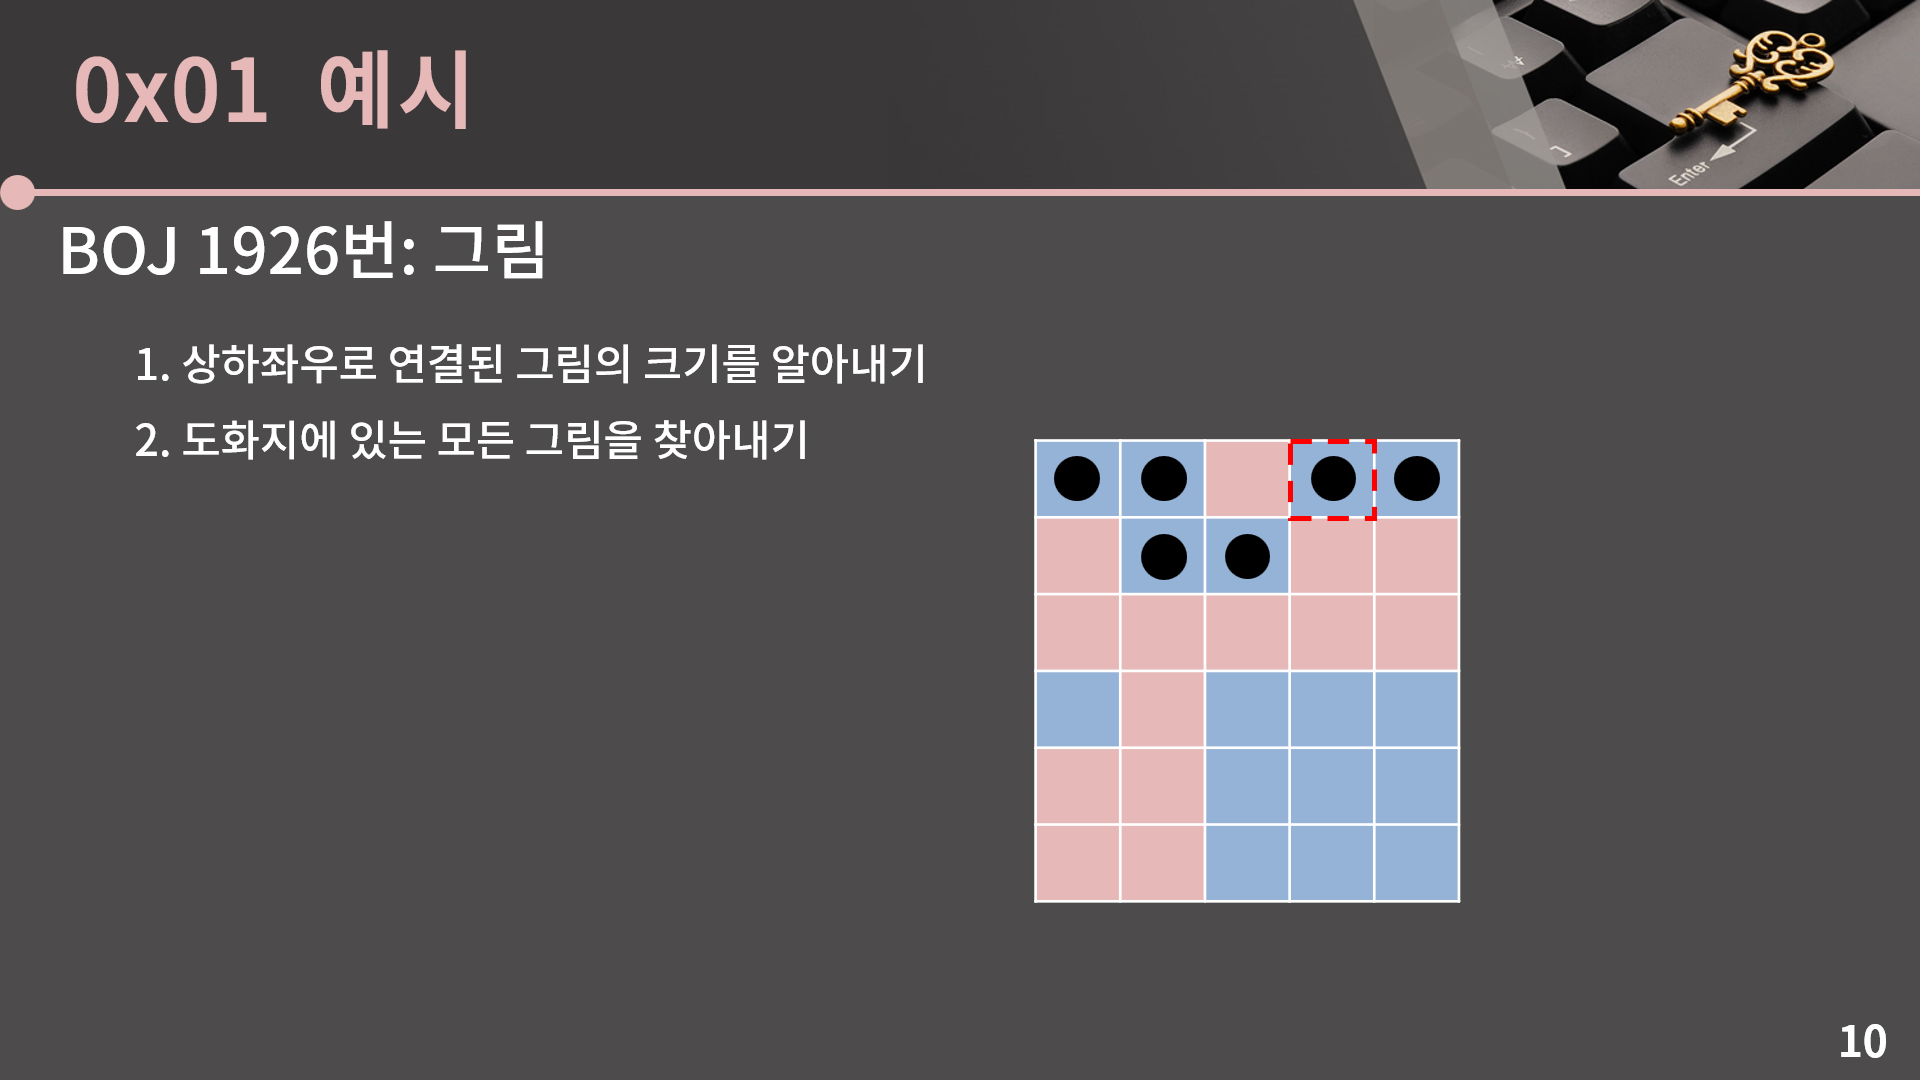 0x01 예시
BOJ 1926번: 그림
1. 상하좌우로 연결된 그림의 크기를 알아내기
2. 도화지에 있는 모든 그림을 찾아내기
Enter
10